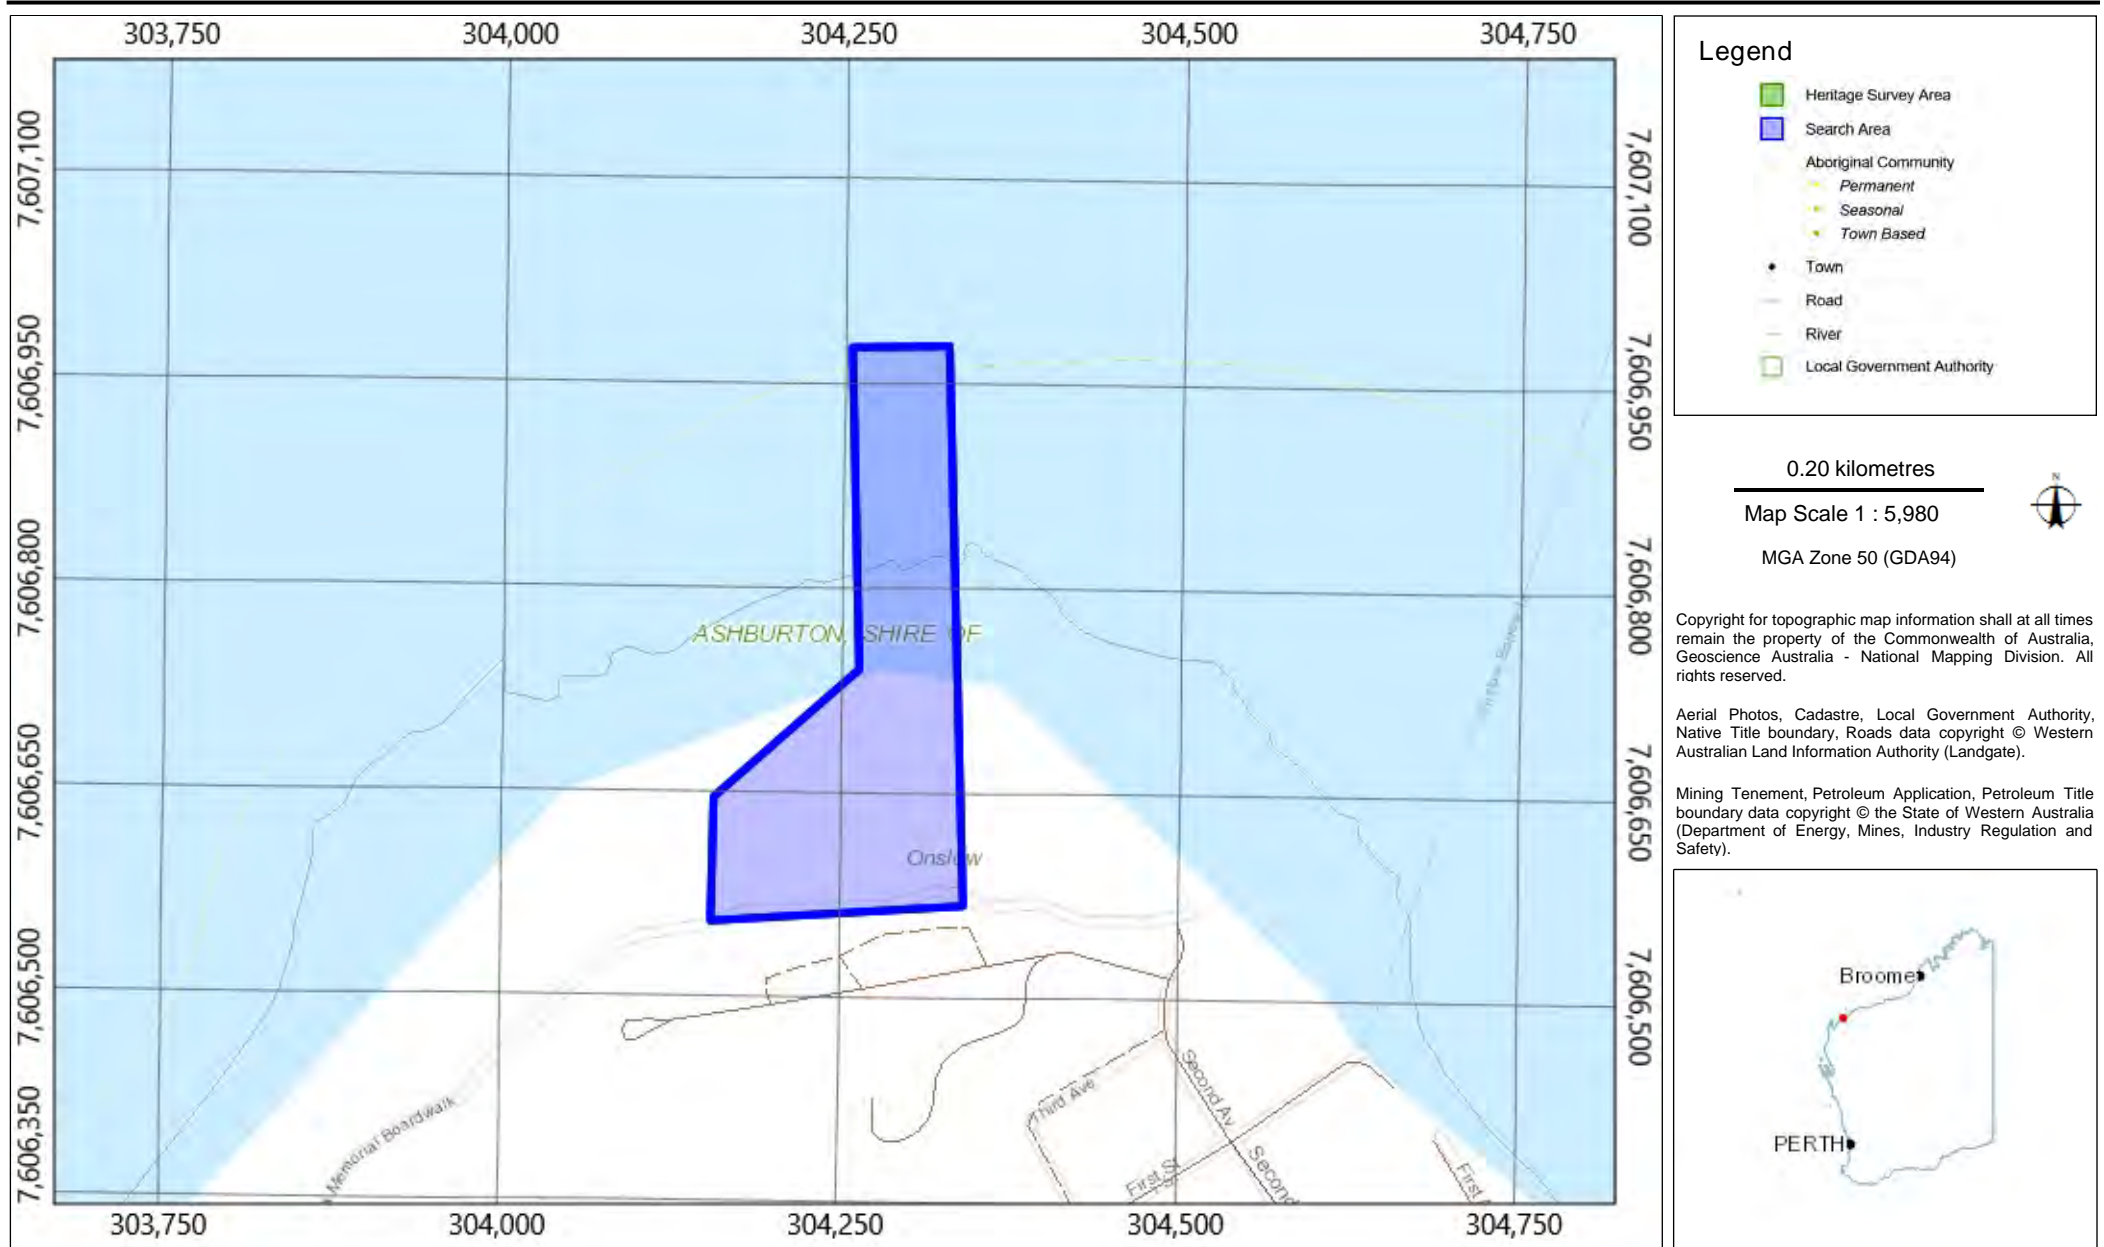 303,750 304,000 304,250 304,500 304,750
7,607,100
7,606,950
7,606,800
7,606,650
7,606,500
7,606,350
7,607,100
7,606,950
7,606,800
7,606,650
7,606,500
ASHBURTON, SHIRE OF
Onslow
Memorial Boardwalk
Third Ave
Second Av
Second
First St
First
303,750 304,000 304,250 304,500 304,750
Legend
Heritage Survey Area
Search Area
Aboriginal Community
Permanent
Seasonal
Town Based
Town
Road
River
Local Government Authority
0.20 kilometres
Map Scale 1 : 5,980
MGA Zone 50 (GDA94)
N
Copyright for topographic map information shall at all times
remain the property of the Commonwealth of Australia,
Geoscience Australia - National Mapping Division. All
rights reserved.
Aerial Photos, Cadastre, Local Government Authority,
Native Title boundary, Roads data copyright © Western
Australian Land Information Authority (Landgate).
Mining Tenement, Petroleum Application, Petroleum Title
boundary data copyright © the State of Western Australia
(Department of Energy, Mines, Industry Regulation and
Safety).
Broome
PERTH